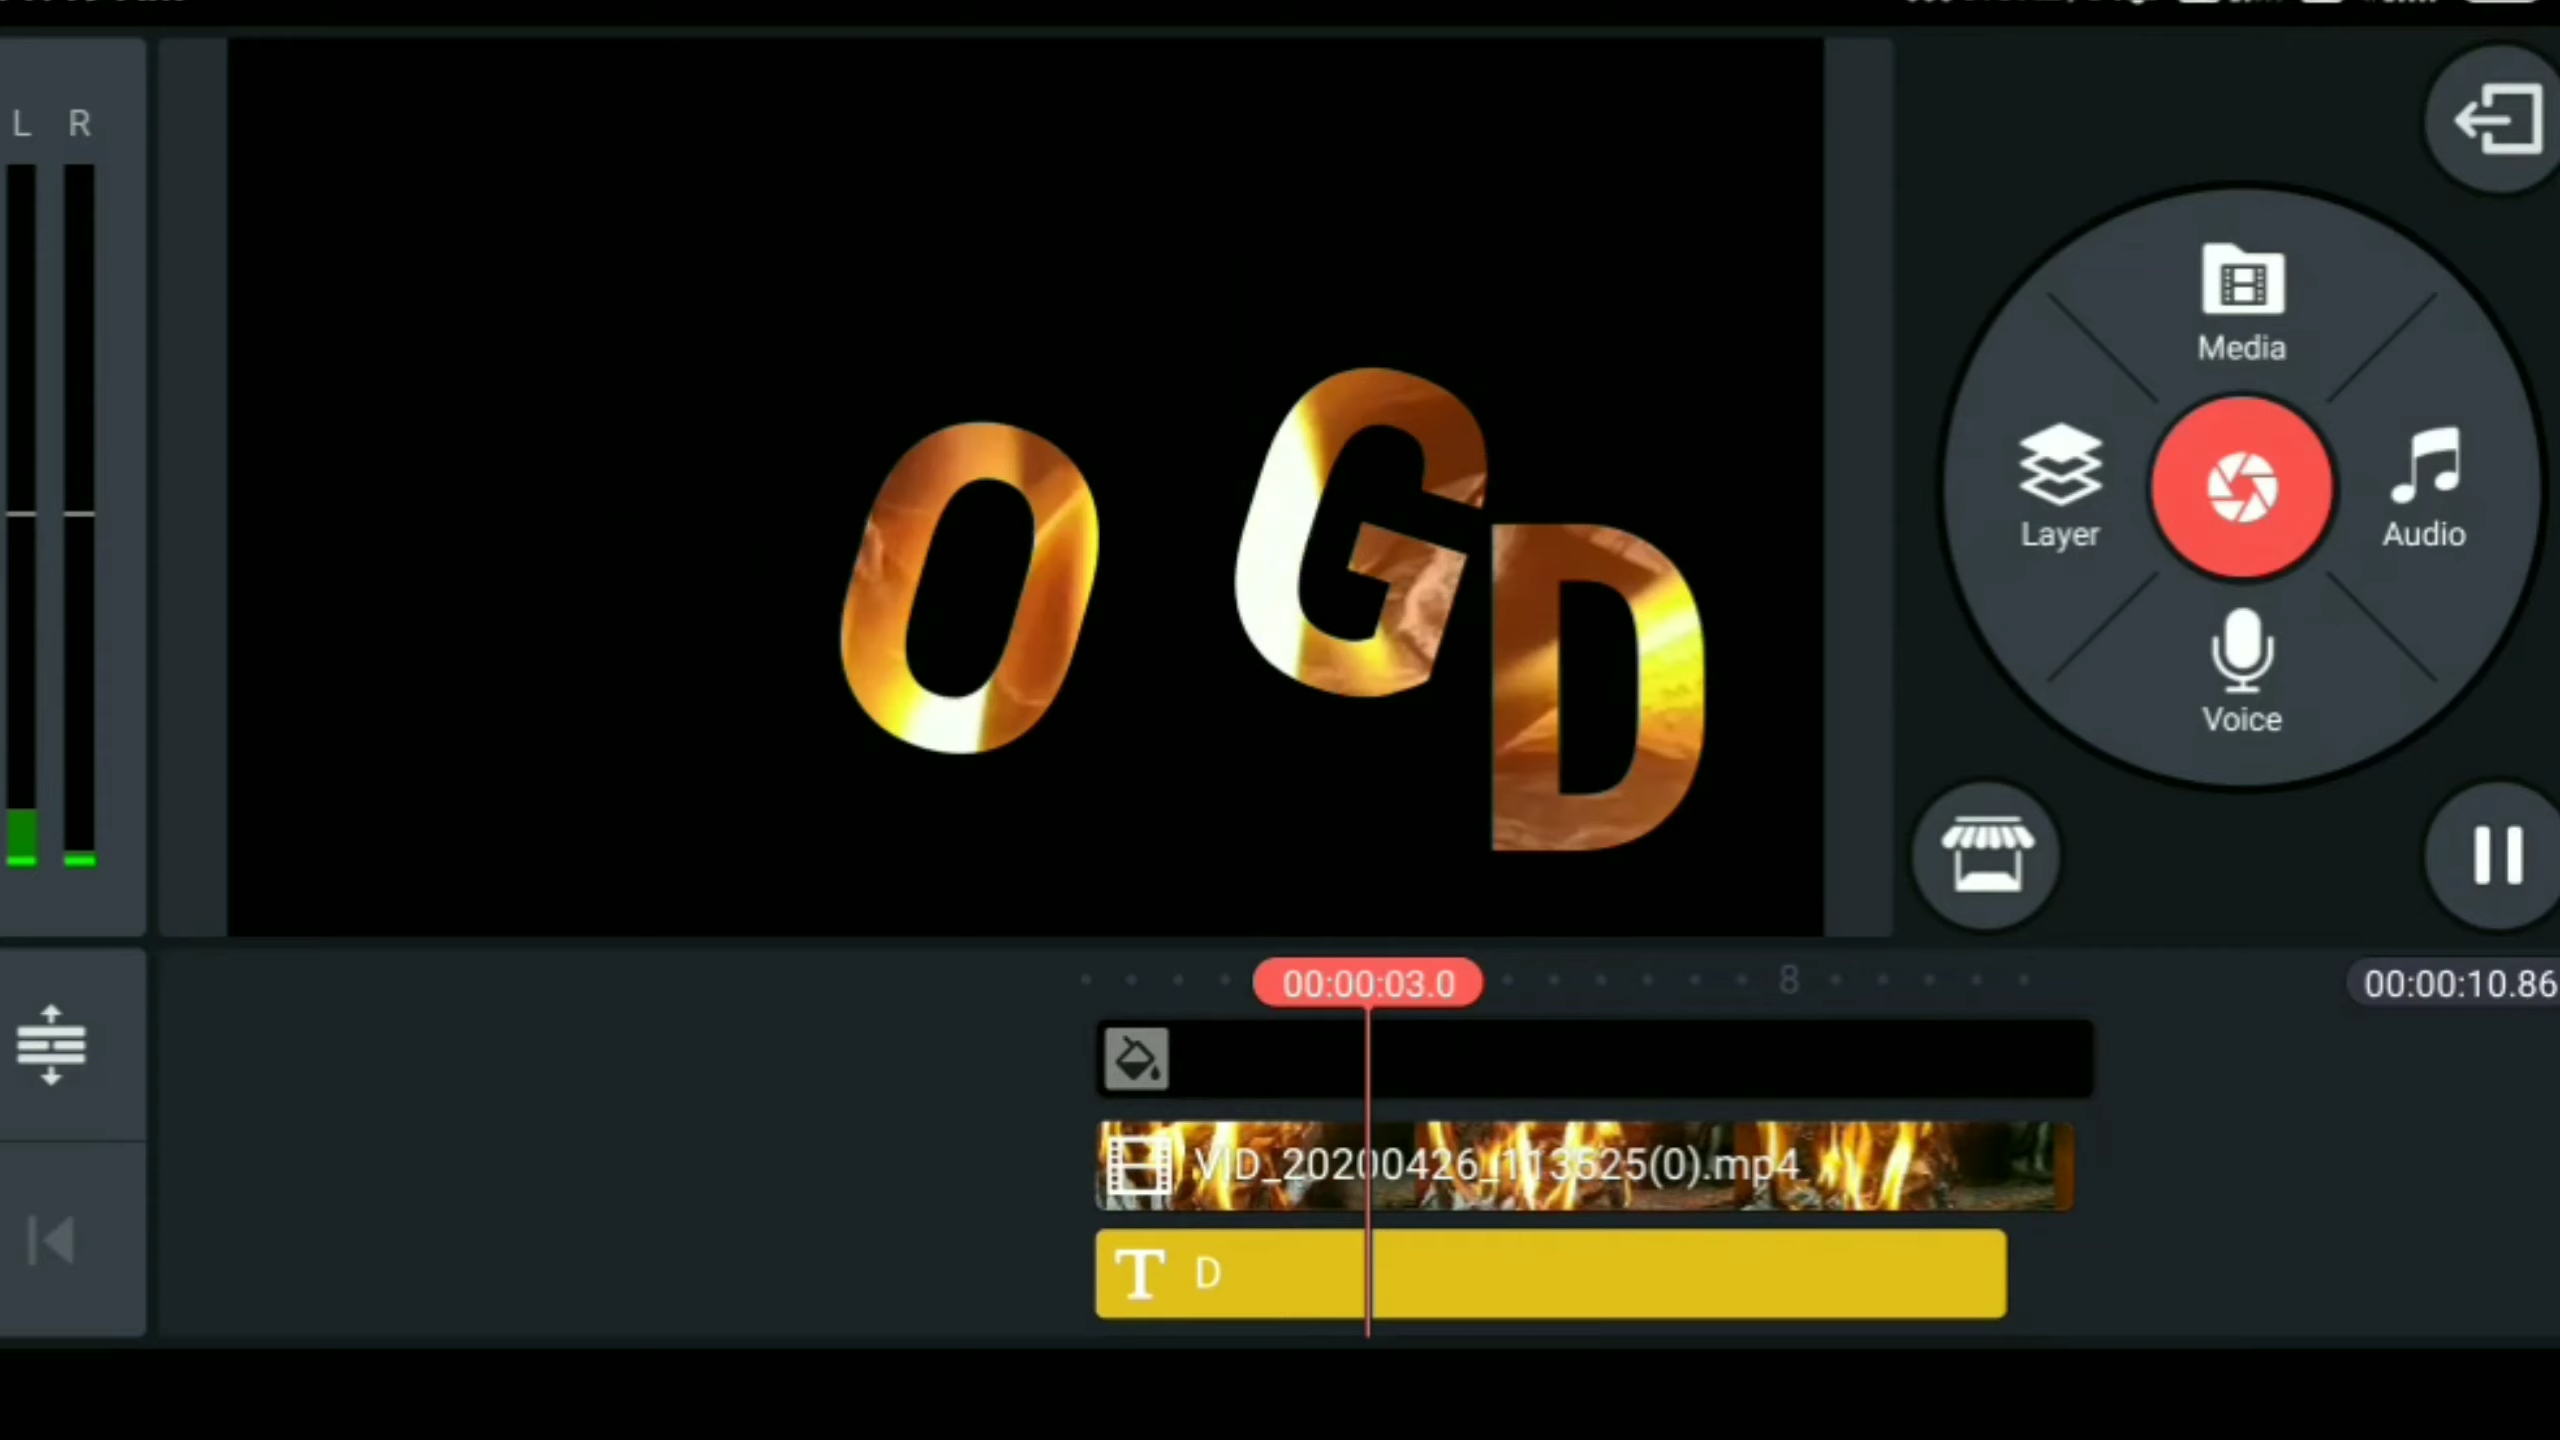 L R
Media
O G D
Layer
Audio
Voice
00:00:03.0
8
00:00:10.86
VID_20200426_113525(0).mp4
T D